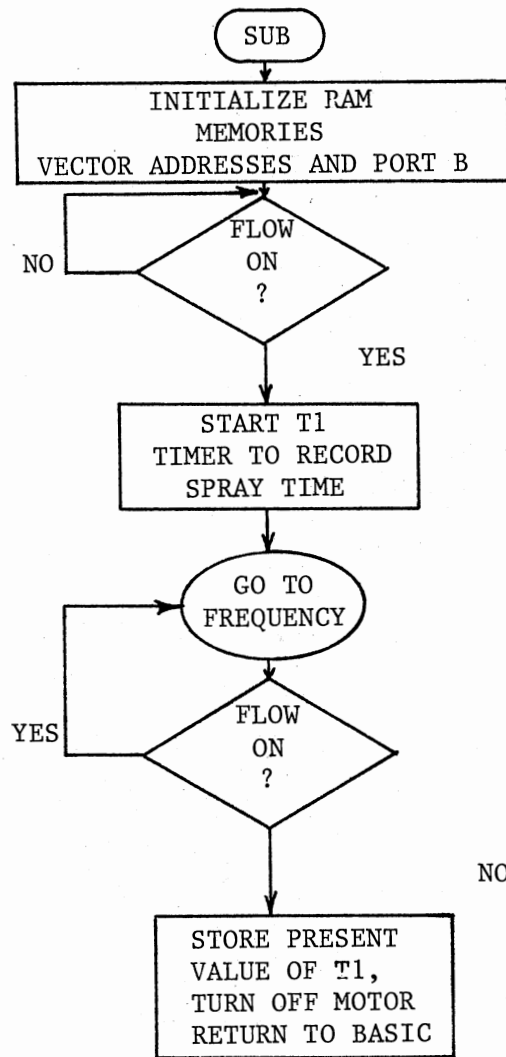 SUB
INITIALIZE RAM
MEMORIES
VECTOR ADDRESSES AND PORT B
FLOW
ON
?
NO
YES
START T1
TIMER TO RECORD
SPRAY TIME
GO TO
FREQUENCY
FLOW
ON
?
YES
NO
STORE PRESENT
VALUE OF T1,
TURN OFF MOTOR
RETURN TO BASIC